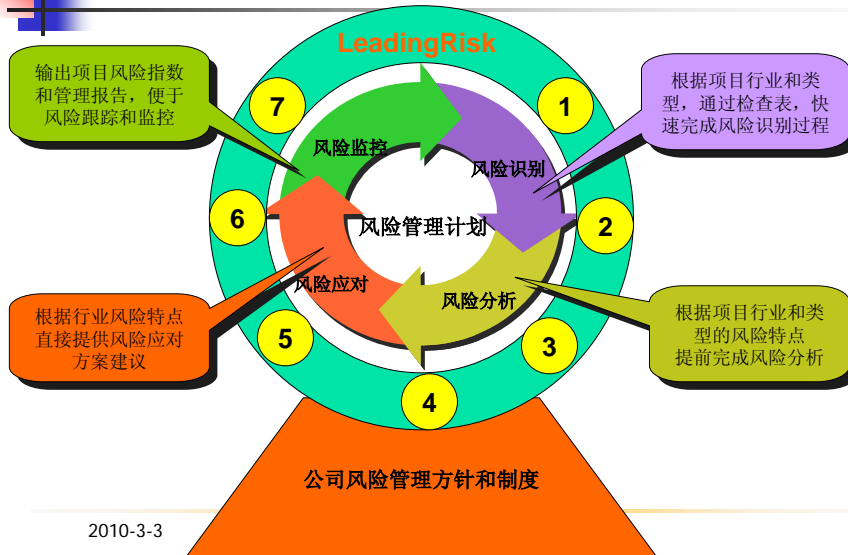 LeadingRisk
输出项目风险指数
和管理报告，便于
风险跟踪和监控
根据项目行业和类
型，通过检查表，快
速完成风险识别过程
7
1
风险监控
风险识别
6
风险管理计划
2
风险应对
风险分析
根据行业风险特点
直接提供风险应对
方案建议
根据项目行业和类
型的风险特点
提前完成风险分析
5
3
4
公司风险管理方针和制度
2010-3-3